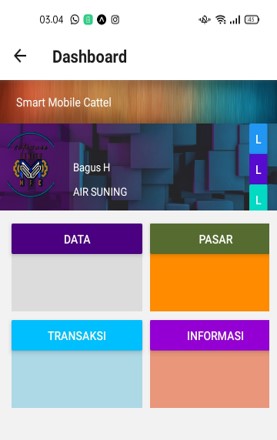 03.04
41
Dashboard
Smart Mobile Cattel
L
Bagus H
L
AIR SUNING
L
DATA
PASAR
TRANSAKSI
INFORMASI